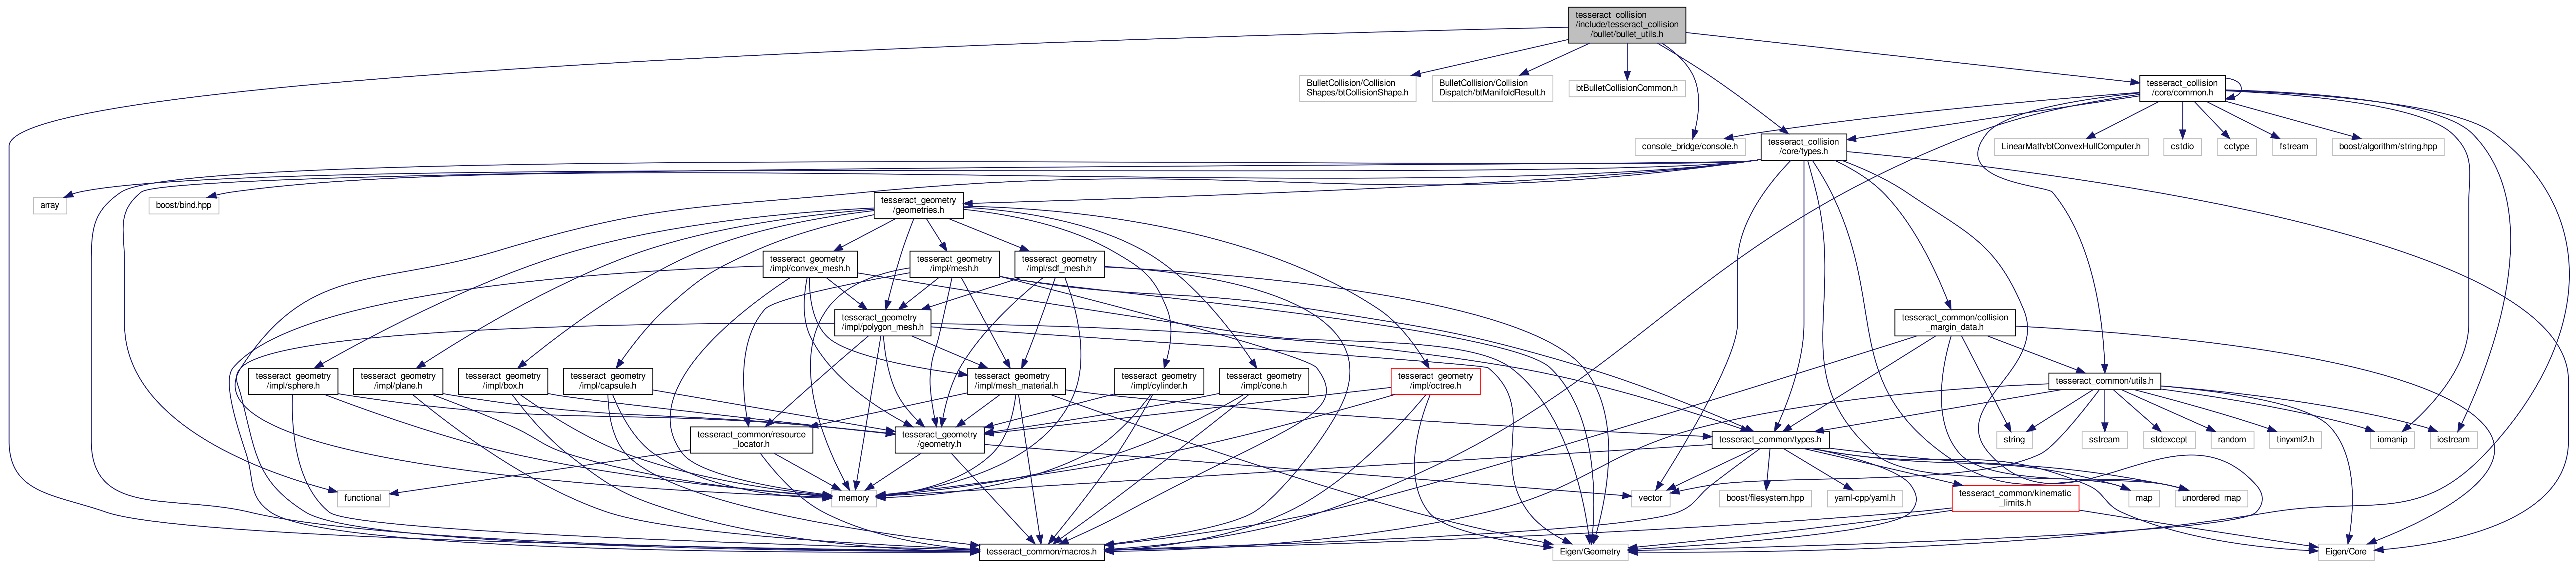 tesseract_collision
/include/tesseract_collision
/bullet/bullet_utils.h
BulletCollision/Collision
Shapes/btCollisionShape.h
BulletCollision/Collision
Dispatch/btManifoldResult.h
btBulletCollisionCommon.h
tesseract_collision
/core/common.h
console_bridge/console.h
tesseract_collision
/core/types.h
LinearMath/btConvexHullComputer.h
cstdio
cctype
fstream
boost/algorithm/string.hpp
array
boost/bind.hpp
tesseract_geometry
/geometries.h
tesseract_geometry
/impl/convex_mesh.h
tesseract_geometry
/impl/mesh.h
tesseract_geometry
/impl/sdf_mesh.h
tesseract_geometry
/impl/polygon_mesh.h
tesseract_common/collision
_margin_data.h
tesseract_geometry
/impl/sphere.h
tesseract_geometry
/impl/plane.h
tesseract_geometry
/impl/box.h
tesseract_geometry
/impl/capsule.h
tesseract_geometry
/impl/mesh_material.h
tesseract_geometry
/impl/cylinder.h
tesseract_geometry
/impl/cone.h
tesseract_geometry
/impl/octree.h
tesseract_common/utils.h
tesseract_common/resource
_locator.h
tesseract_geometry
/geometry.h
tesseract_common/types.h
string
sstream
stdexcept
random
tinyxml2.h
iomanip
iostream
functional
memory
vector
boost/filesystem.hpp
yaml-cpp/yaml.h
tesseract_common/kinematic
_limits.h
map
unordered_map
tesseract_common/macros.h
Eigen/Geometry
Eigen/Core